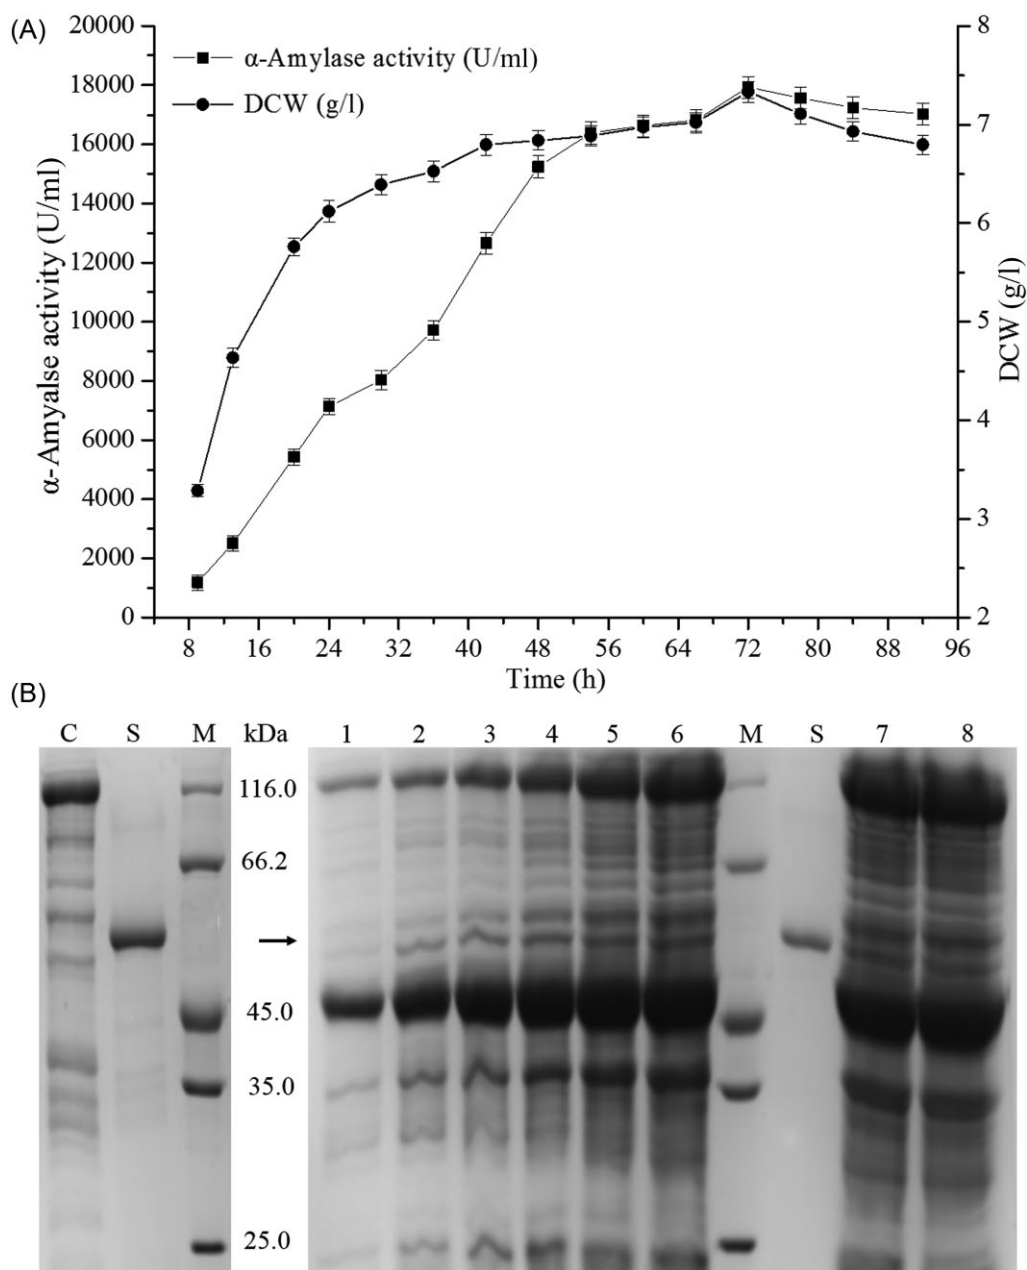 (A)
20000
18000
16000
14000
12000
10000
8000
6000
4000
2000
0
α-Amyalse activity (U/ml)
α-Amylase activity (U/ml)
DCW (g/l)
8
7
6
5
4
3
2
DCW (g/l)
8 16 24 32 40 48 56 64 72 80 88 96
Time (h)
(B)
C S M kDa 1 2 3 4 5 6 M S 7 8
116.0
66.2
45.0
35.0
25.0